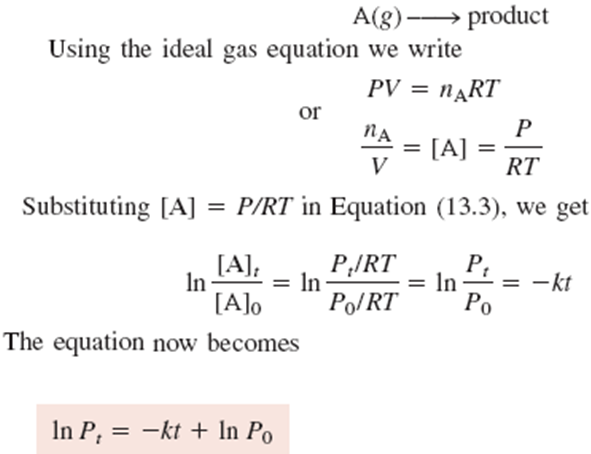 A(g) ⟶ product
Using the ideal gas equation we write
PV = n_A RT
or
n_A/V = [A] = P/RT
Substituting [A] = P/RT in Equation (13.3), we get
ln [A]_t/[A]_0 = ln (P_t/RT)/(P_0/RT) = ln P_t/P_0 = −kt
The equation now becomes
ln P_t = −kt + ln P_0